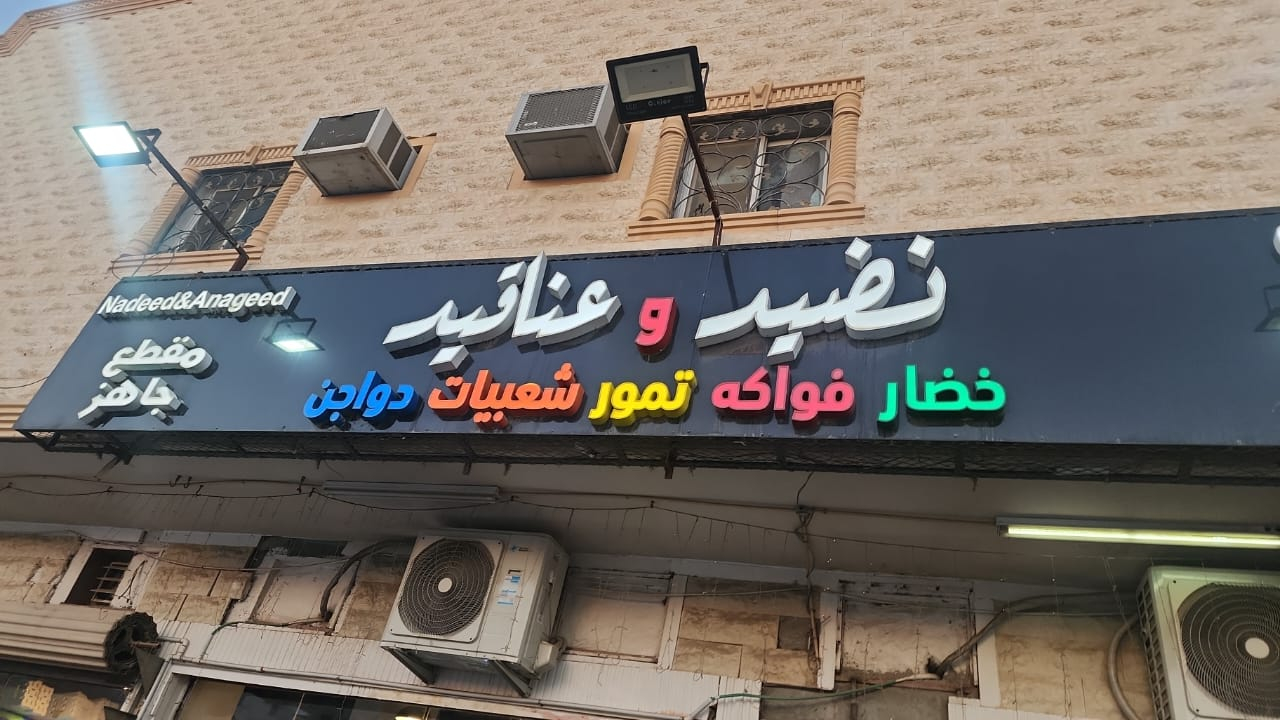 نضيد و عناقيد
خضار فواكه تمور شعبيات دواجن
Nadeed&Anageed
مقطع
جاهز